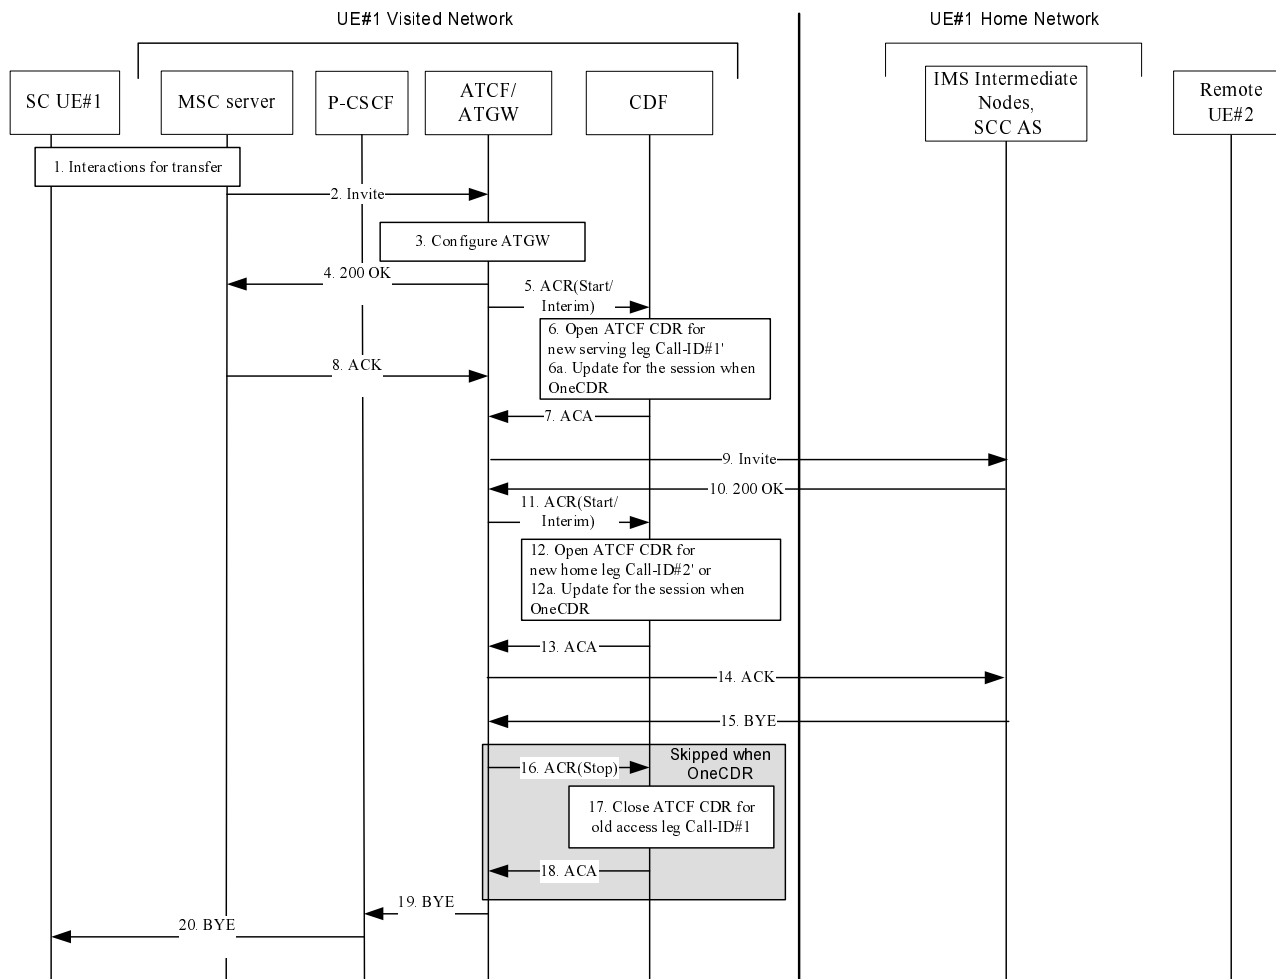 UE#1 Visited Network
UE#1 Home Network
SC UE#1
MSC server
P-CSCF
ATCF/
ATGW
CDF
IMS Intermediate
Nodes,
SCC AS
Remote
UE#2
1. Interactions for transfer
2. Invite
3. Configure ATGW
4. 200 OK
5. ACR(Start/
Interim)
6. Open ATCF CDR for
new serving leg Call-ID#1'
6a. Update for the session when
OneCDR
8. ACK
7. ACA
9. Invite
10. 200 OK
11. ACR(Start/
Interim)
12. Open ATCF CDR for
new home leg Call-ID#2' or
12a. Update for the session when
OneCDR
13. ACA
14. ACK
15. BYE
Skipped when
OneCDR
16. ACR(Stop)
17. Close ATCF CDR for
old access leg Call-ID#1
18. ACA
19. BYE
20. BYE